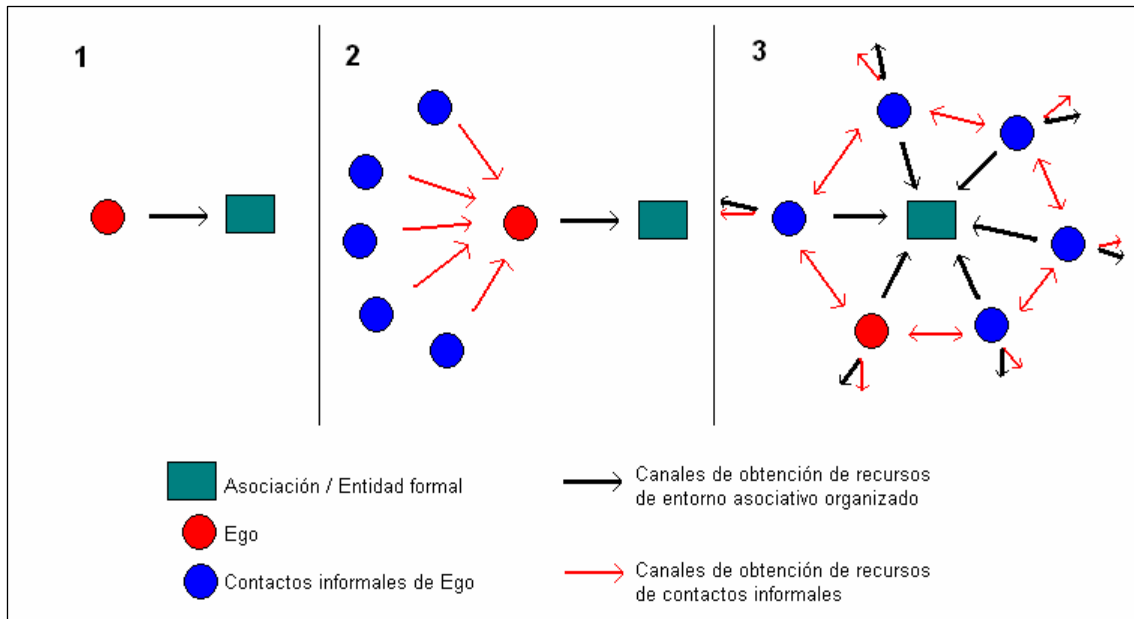 1
2
3
Asociación / Entidad formal
Ego
Contactos informales de Ego
Canales de obtención de recursos
de entorno asociativo organizado
Canales de obtención de recursos
de contactos informales